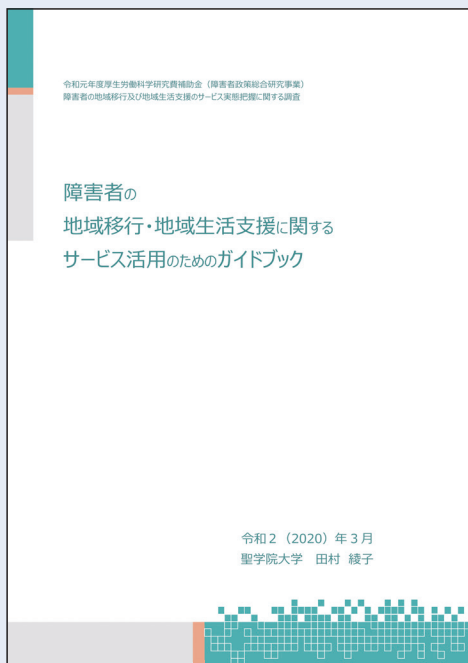 令和元年度厚生労働科学研究費補助金（障害者政策総合研究事業）
障害者の地域移行及び地域生活支援のサービス実態把握に関する調査
障害者の
地域移行・地域生活支援に関する
サービス活用のためのガイドブック
令和２（2020）年３月
聖学院大学　田村　綾子